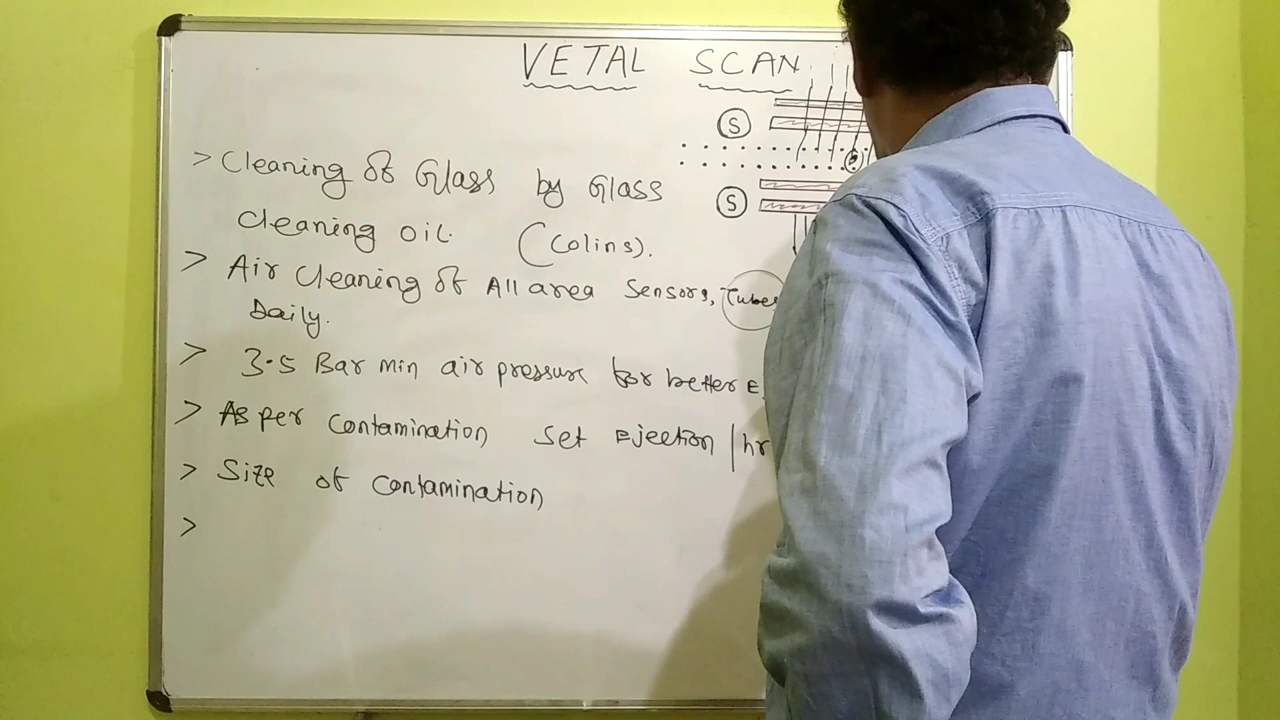 VETAL SCAN
S
> Cleaning of Glass by Glass
cleaning oil. (Colins).
S
> Air Cleaning of All area Sensors, Tubes
Daily.
> 3.5 Bar min air pressure for better E
> As per contamination set Ejection | hr
> Size of contamination
>